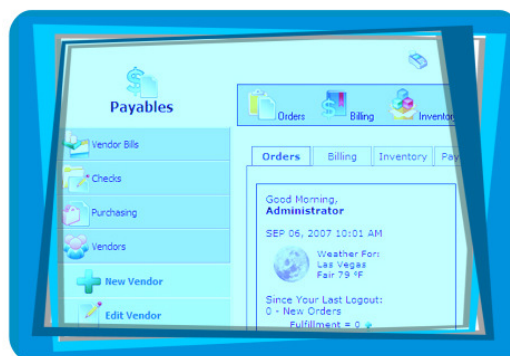 Payables
Vendor Bills
Checks
Purchasing
Vendors
New Vendor
Edit Vendor
Orders
Billing
Inventory
Orders
Billing
Inventory
Good Morning,
Administrator
SEP 06, 2007 10:01 AM
Weather For:
Las Vegas
Fair 79 °F
Since Your Last Logout:
0 - New
Orders
Fulfillment = 0